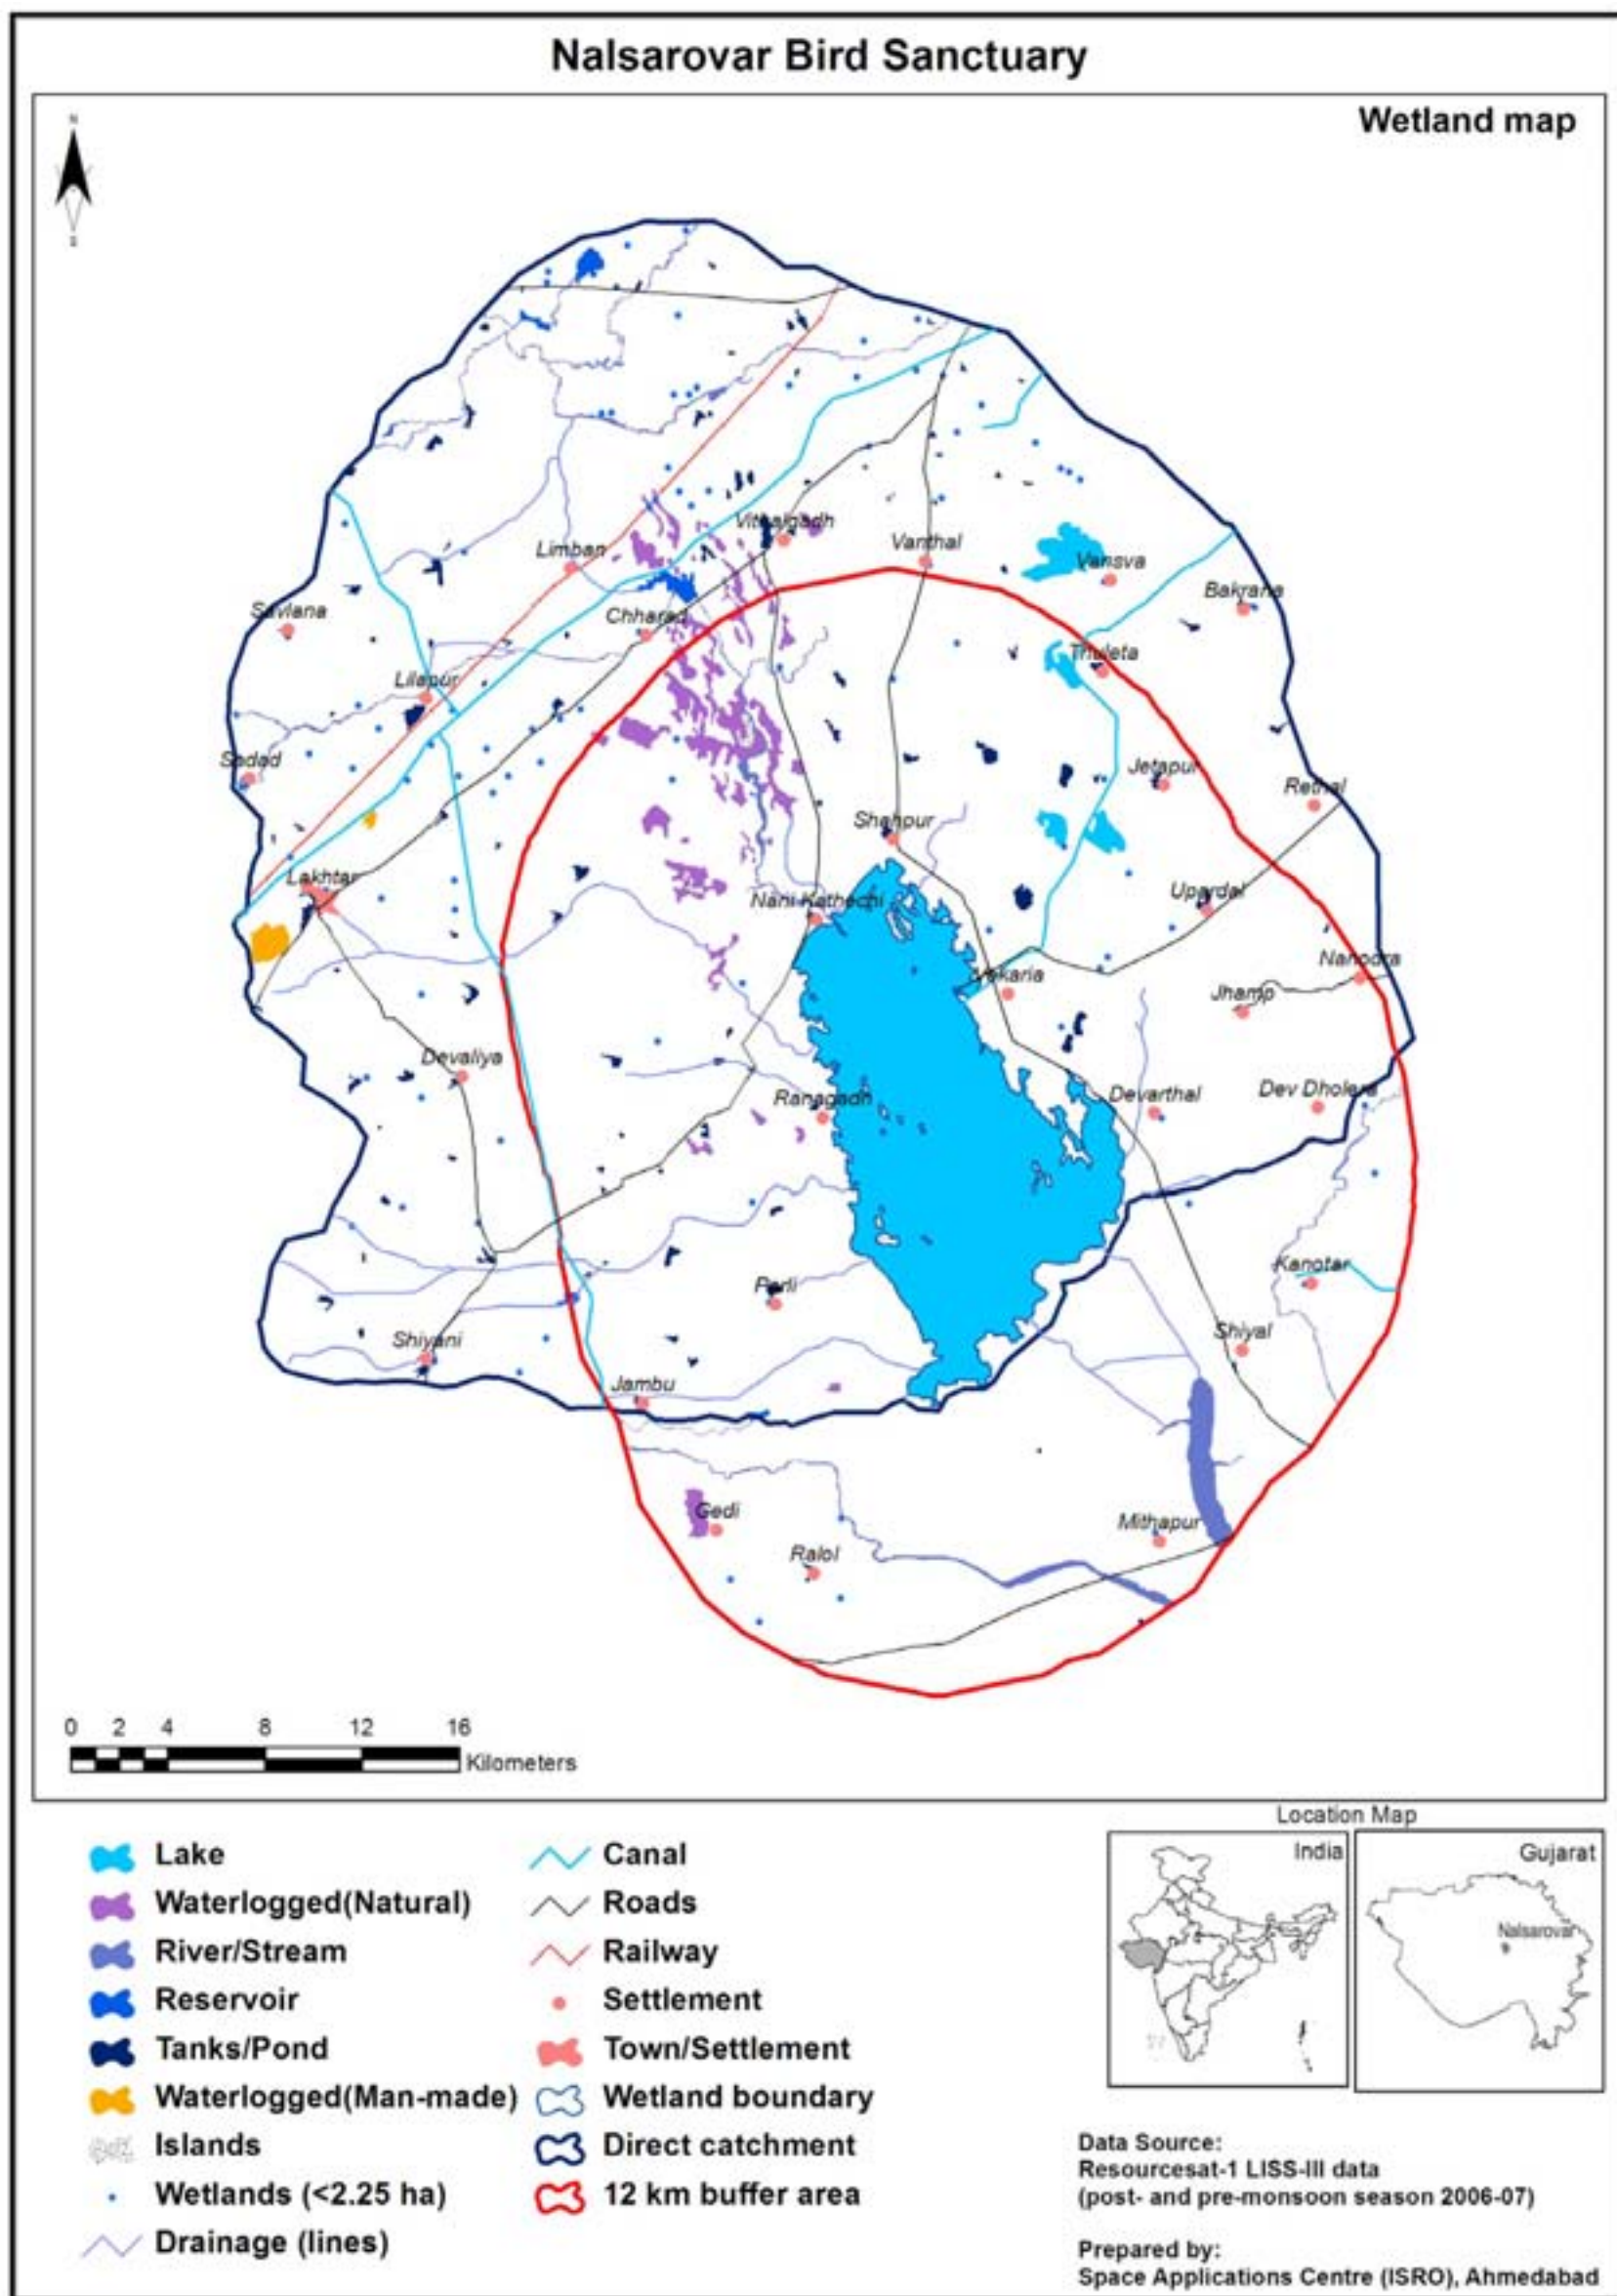 Nalsarovar Bird Sanctuary
Wetland map
N
S
Vithalgadh
Vanthal
Limban
Vansva
Bakrana
Chharad
Savlana
Thuleta
Lilapur
Sadad
Jetapur
Rethal
Shahpur
Lakhtar
Upardal
Nani Kathechi
Nanodra
Vekaria
Jhamp
Devaliya
Ranagadh
Devarthal
Dev Dholera
Kanotar
Parli
Shiyani
Shiyal
Jambu
Gedi
Mithapur
Ralol
0 2 4 8 12 16
Kilometers
Lake
Waterlogged(Natural)
River/Stream
Reservoir
Tanks/Pond
Waterlogged(Man-made)
Islands
Wetlands (<2.25 ha)
Drainage (lines)
Canal
Roads
Railway
Settlement
Town/Settlement
Wetland boundary
Direct catchment
12 km buffer area
Location Map
India
Gujarat
Nalsarovar
Data Source:
Resourcesat-1 LISS-III data
(post- and pre-monsoon season 2006-07)
Prepared by:
Space Applications Centre (ISRO), Ahmedabad